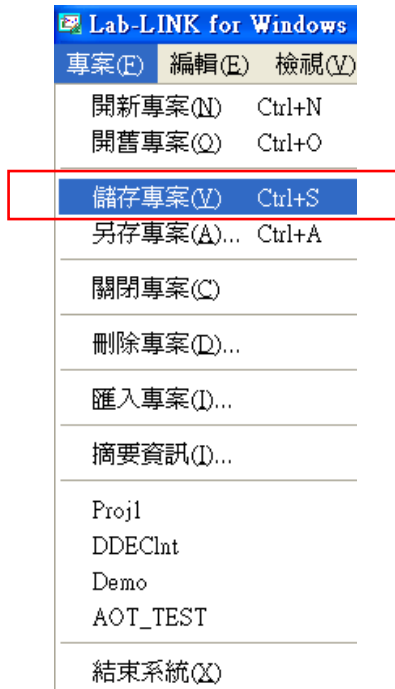 Lab-LINK for Windows
專案(F) 編輯(E) 檢視(V)
開新專案(N) Ctrl+N
開舊專案(O) Ctrl+O
儲存專案(V) Ctrl+S
另存專案(A)... Ctrl+A
關閉專案(C)
刪除專案(D)...
匯入專案(I)...
摘要資訊(I)...
Proj1
DDEClnt
Demo
AOT_TEST
結束系統(X)